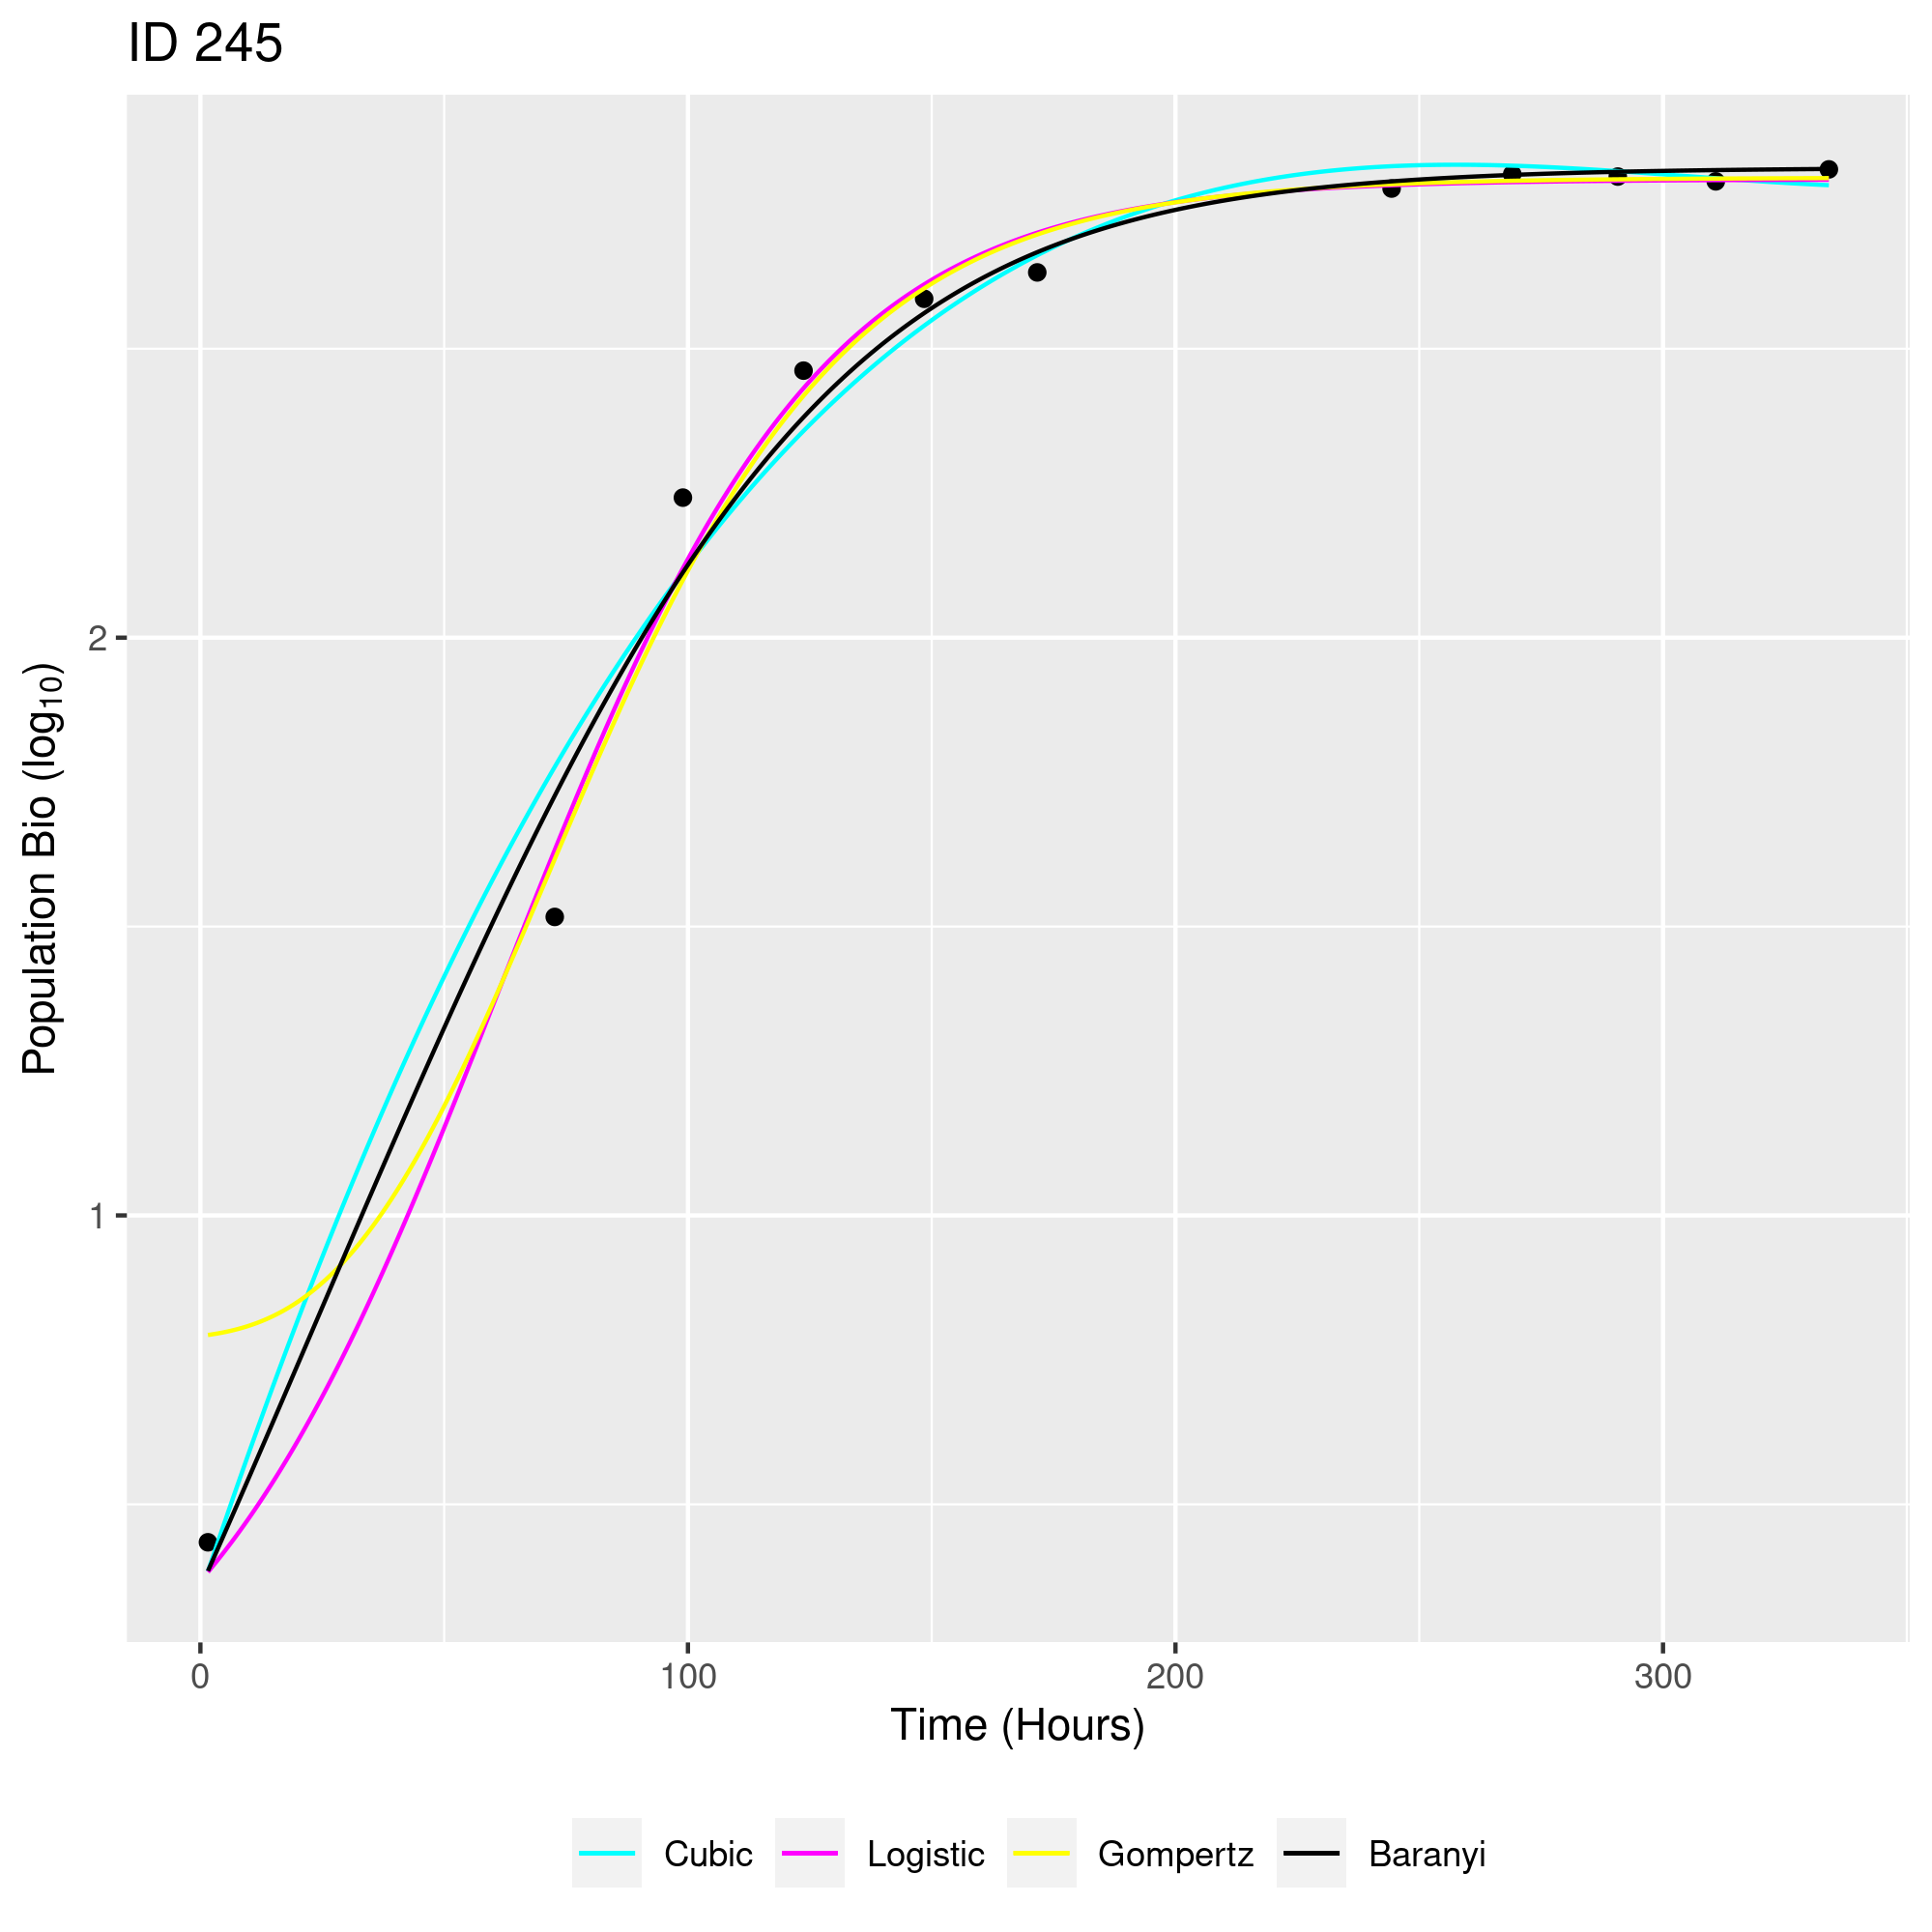 ID 245
Population Bio (log₁₀)
2
1
0 100 200 300
Time (Hours)
Cubic Logistic Gompertz Baranyi